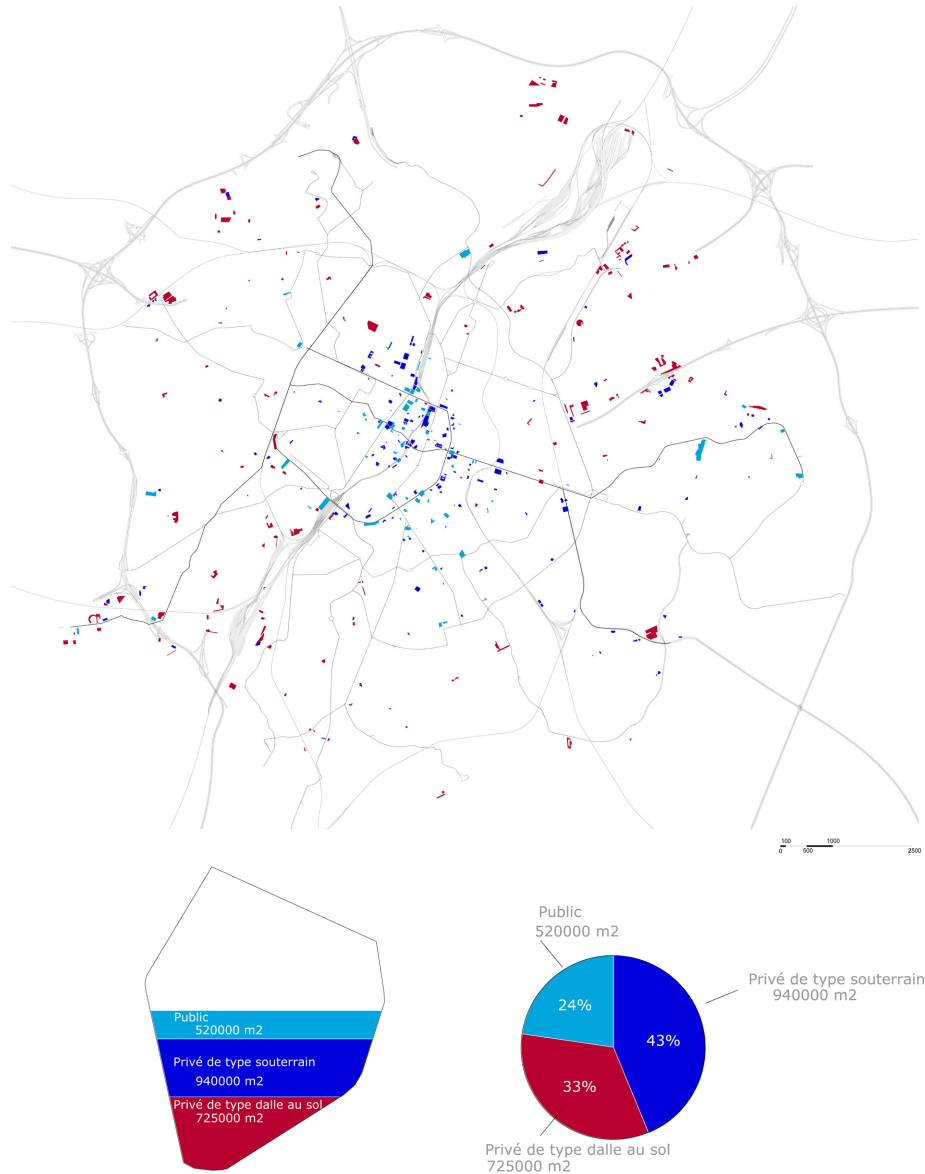 100 1000
0 500 2500
Public
520000 m2
Privé de type souterrain
940000 m2
Privé de type dalle au sol
725000 m2
Public
520000 m2
24%
43%
33%
Privé de type souterrain
940000 m2
Privé de type dalle au sol
725000 m2